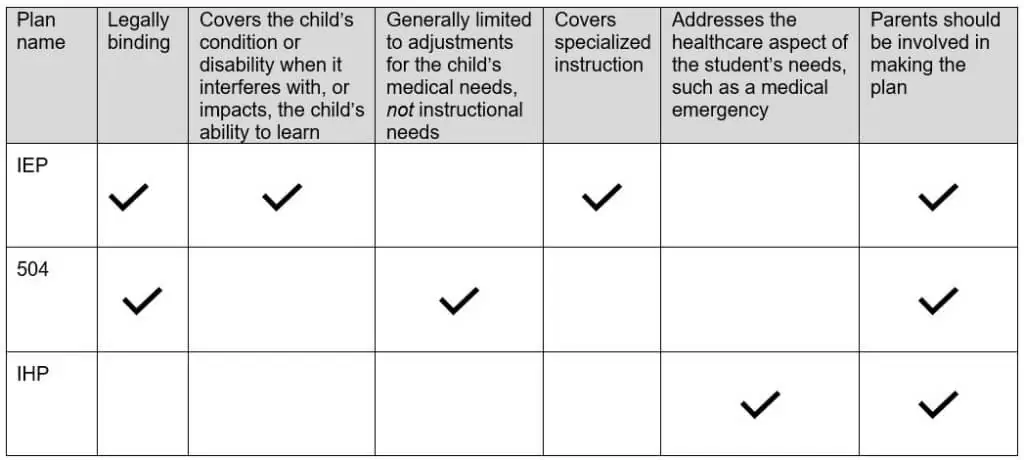 Plan
name
Legally
binding
Covers the child’s
condition or
disability when it
interferes with, or
impacts, the child’s
ability to learn
Generally limited
to adjustments
for the child’s
medical needs,
not instructional
needs
Covers
specialized
instruction
Addresses the
healthcare aspect of
the student’s needs,
such as a medical
emergency
Parents should
be involved in
making the
plan
IEP
504
IHP